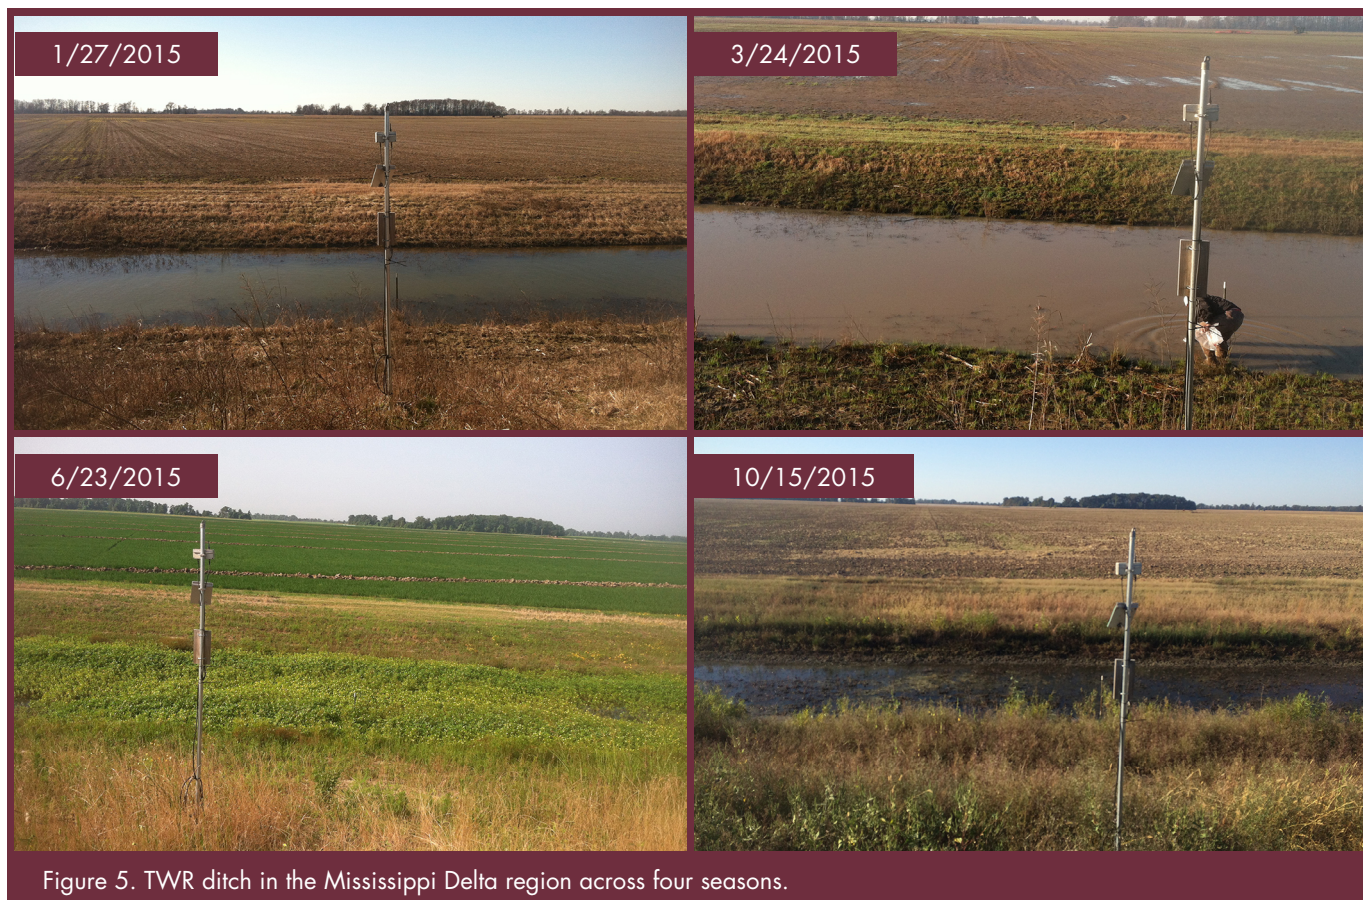 1/27/2015
3/24/2015
6/23/2015
10/15/2015
Figure 5. TWR ditch in the Mississippi Delta region across four seasons.